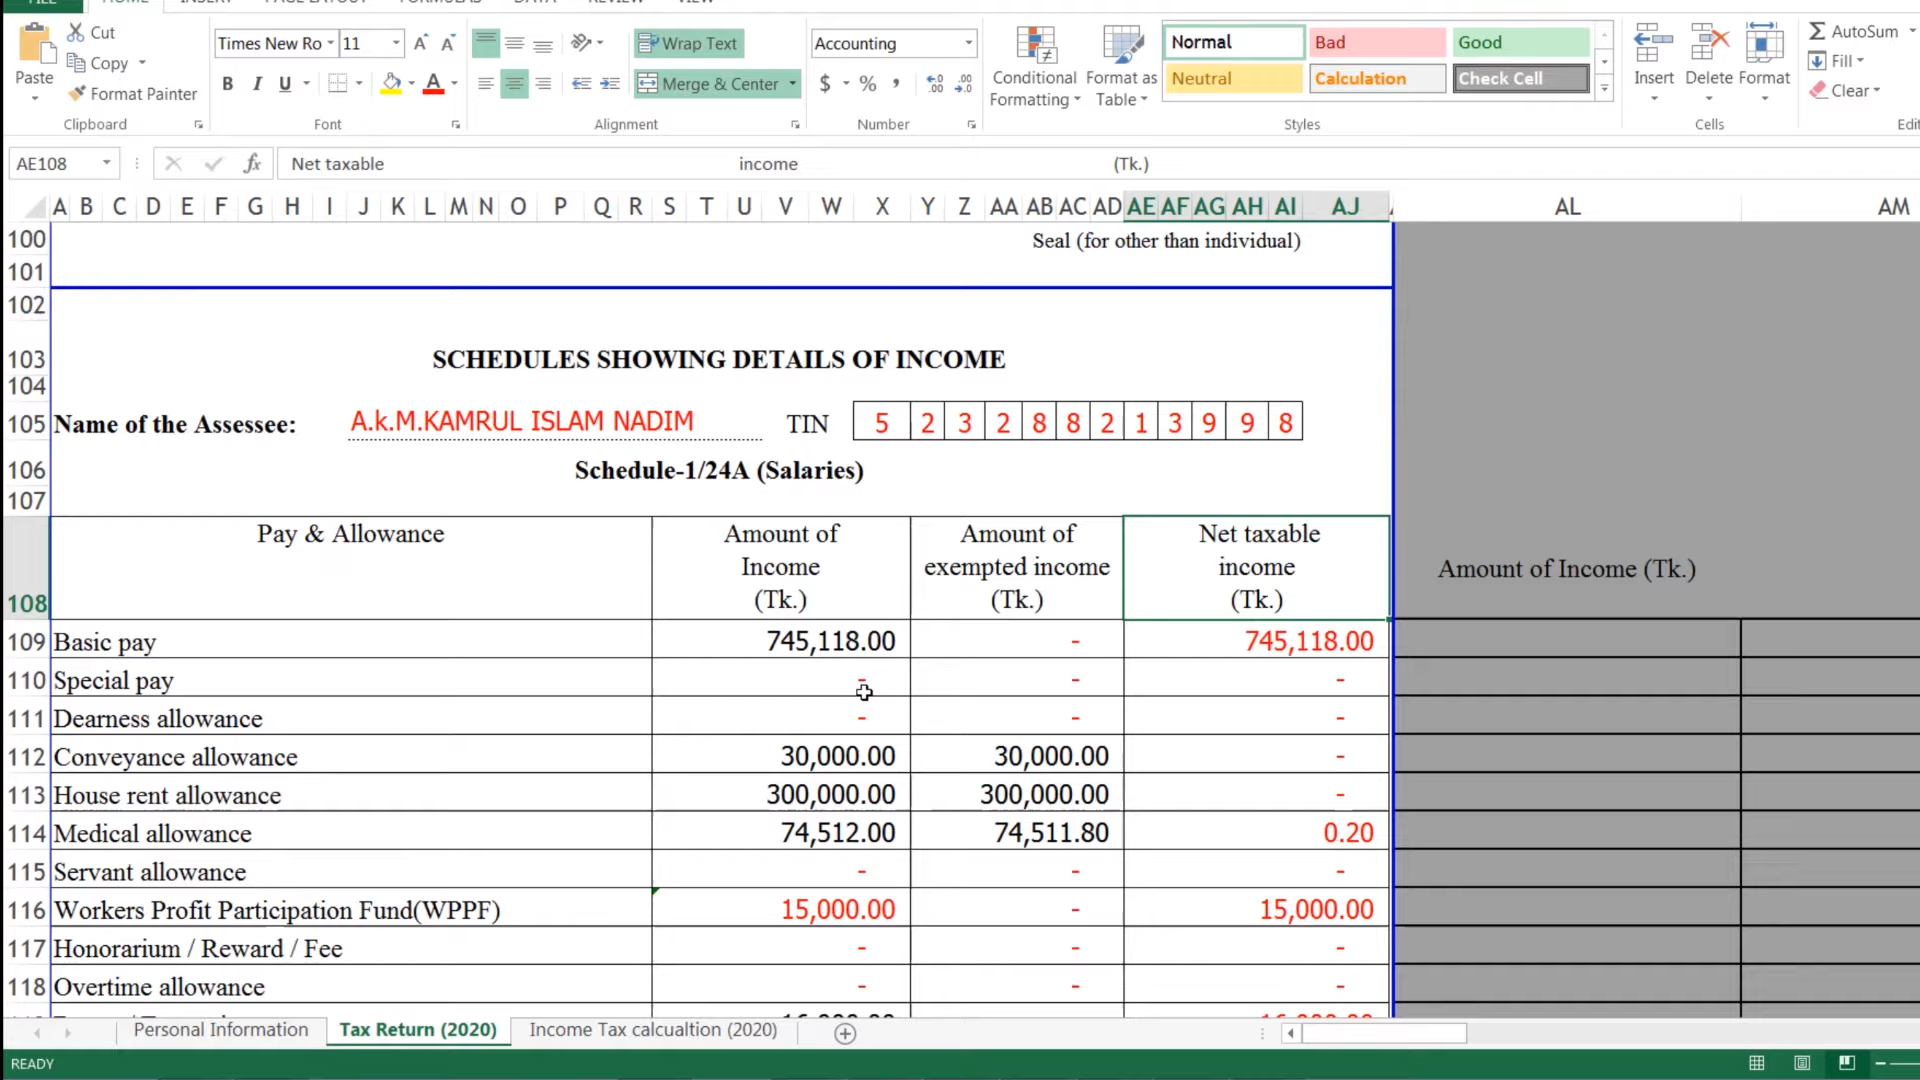 FILE HOME INSERT PAGE LAYOUT FORMULAS DATA REVIEW VIEW
Cut
Copy
Format Painter
Paste
Times New Ro 11
A A
B I U A
Wrap Text
Merge & Center
Accounting
$ % ,
Conditional Formatting
Format as Table
Normal Bad Good
Neutral Calculation Check Cell
Insert Delete Format
AutoSum
Fill
Clear
Clipboard Font Alignment Number Styles Cells
AE108 fx Net taxable income (Tk.)
A B C D E F G H I J K L M N O P Q R S T U V W X Y Z AA AB AC AD AE AF AG AH AI AJ AL AM
100 Seal (for other than individual)
101
102
103 SCHEDULES SHOWING DETAILS OF INCOME
104
105 Name of the Assessee: A.k.M.KAMRUL ISLAM NADIM TIN 5 2 3 2 8 8 2 1 3 9 9 8
106 Schedule-1/24A (Salaries)
107
108 Pay & Allowance
Amount of
Income
(Tk.)
Amount of
exempted income
(Tk.)
Net taxable
income
(Tk.)
Amount of Income (Tk.)
109 Basic pay 745,118.00 - 745,118.00
110 Special pay - - -
111 Dearness allowance - - -
112 Conveyance allowance 30,000.00 30,000.00 -
113 House rent allowance 300,000.00 300,000.00 -
114 Medical allowance 74,512.00 74,511.80 0.20
115 Servant allowance - - -
116 Workers Profit Participation Fund(WPPF) 15,000.00 - 15,000.00
117 Honorarium / Reward / Fee - - -
118 Overtime allowance - - -
Personal Information Tax Return (2020) Income Tax calcualtion (2020)
READY